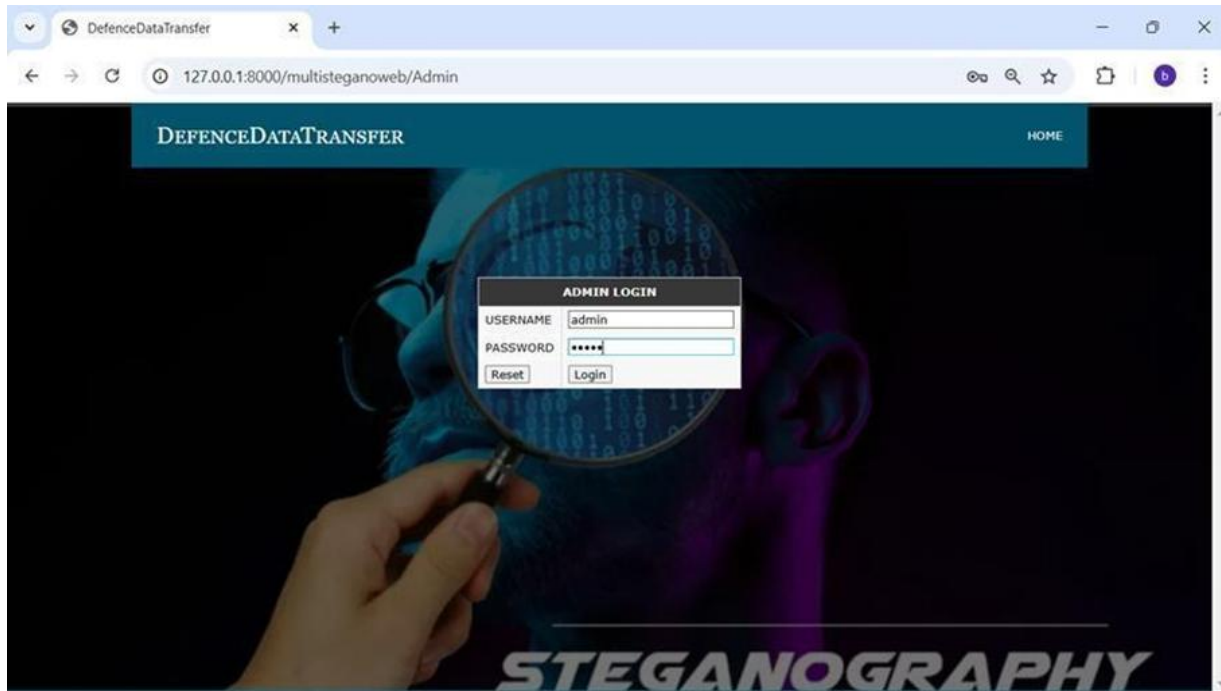 DefenceDataTransfer
127.0.0.1:8000/multisteganoweb/Admin
b
DEFENCEDATATRANSFER
HOME
ADMIN LOGIN
USERNAME admin
PASSWORD •••••
Reset Login
STEGANOGRAPHY